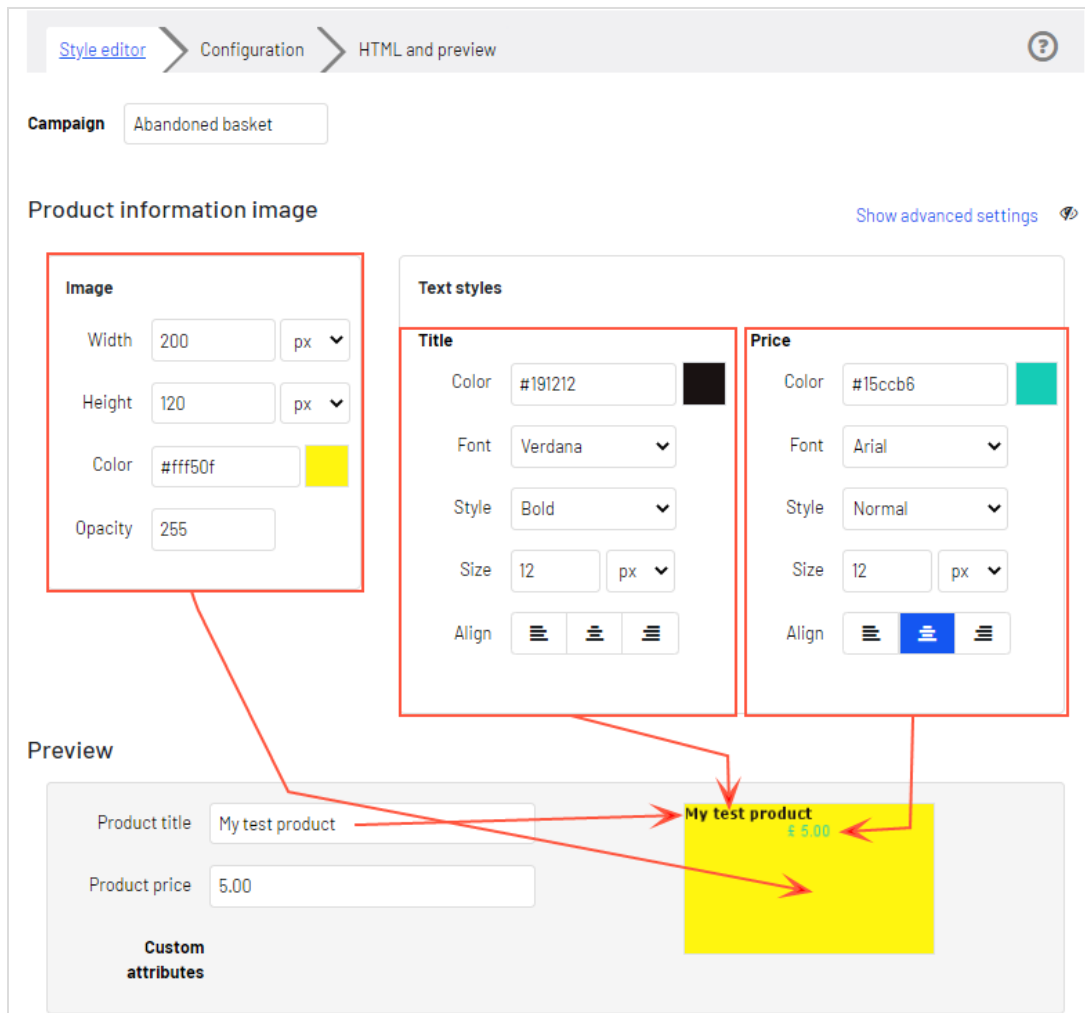 Style editor
Configuration
HTML and preview
?
Campaign
Abandoned basket
Product information image
Show advanced settings
Image
Width
200
px
Height
120
px
Color
#fff50f
Opacity
255
Text styles
Title
Color
#191212
Font
Verdana
Style
Bold
Size
12
px
Align
Price
Color
#15ccb6
Font
Arial
Style
Normal
Size
12
px
Align
Preview
Product title
My test product
Product price
5.00
Custom
attributes
My test product
£ 5.00